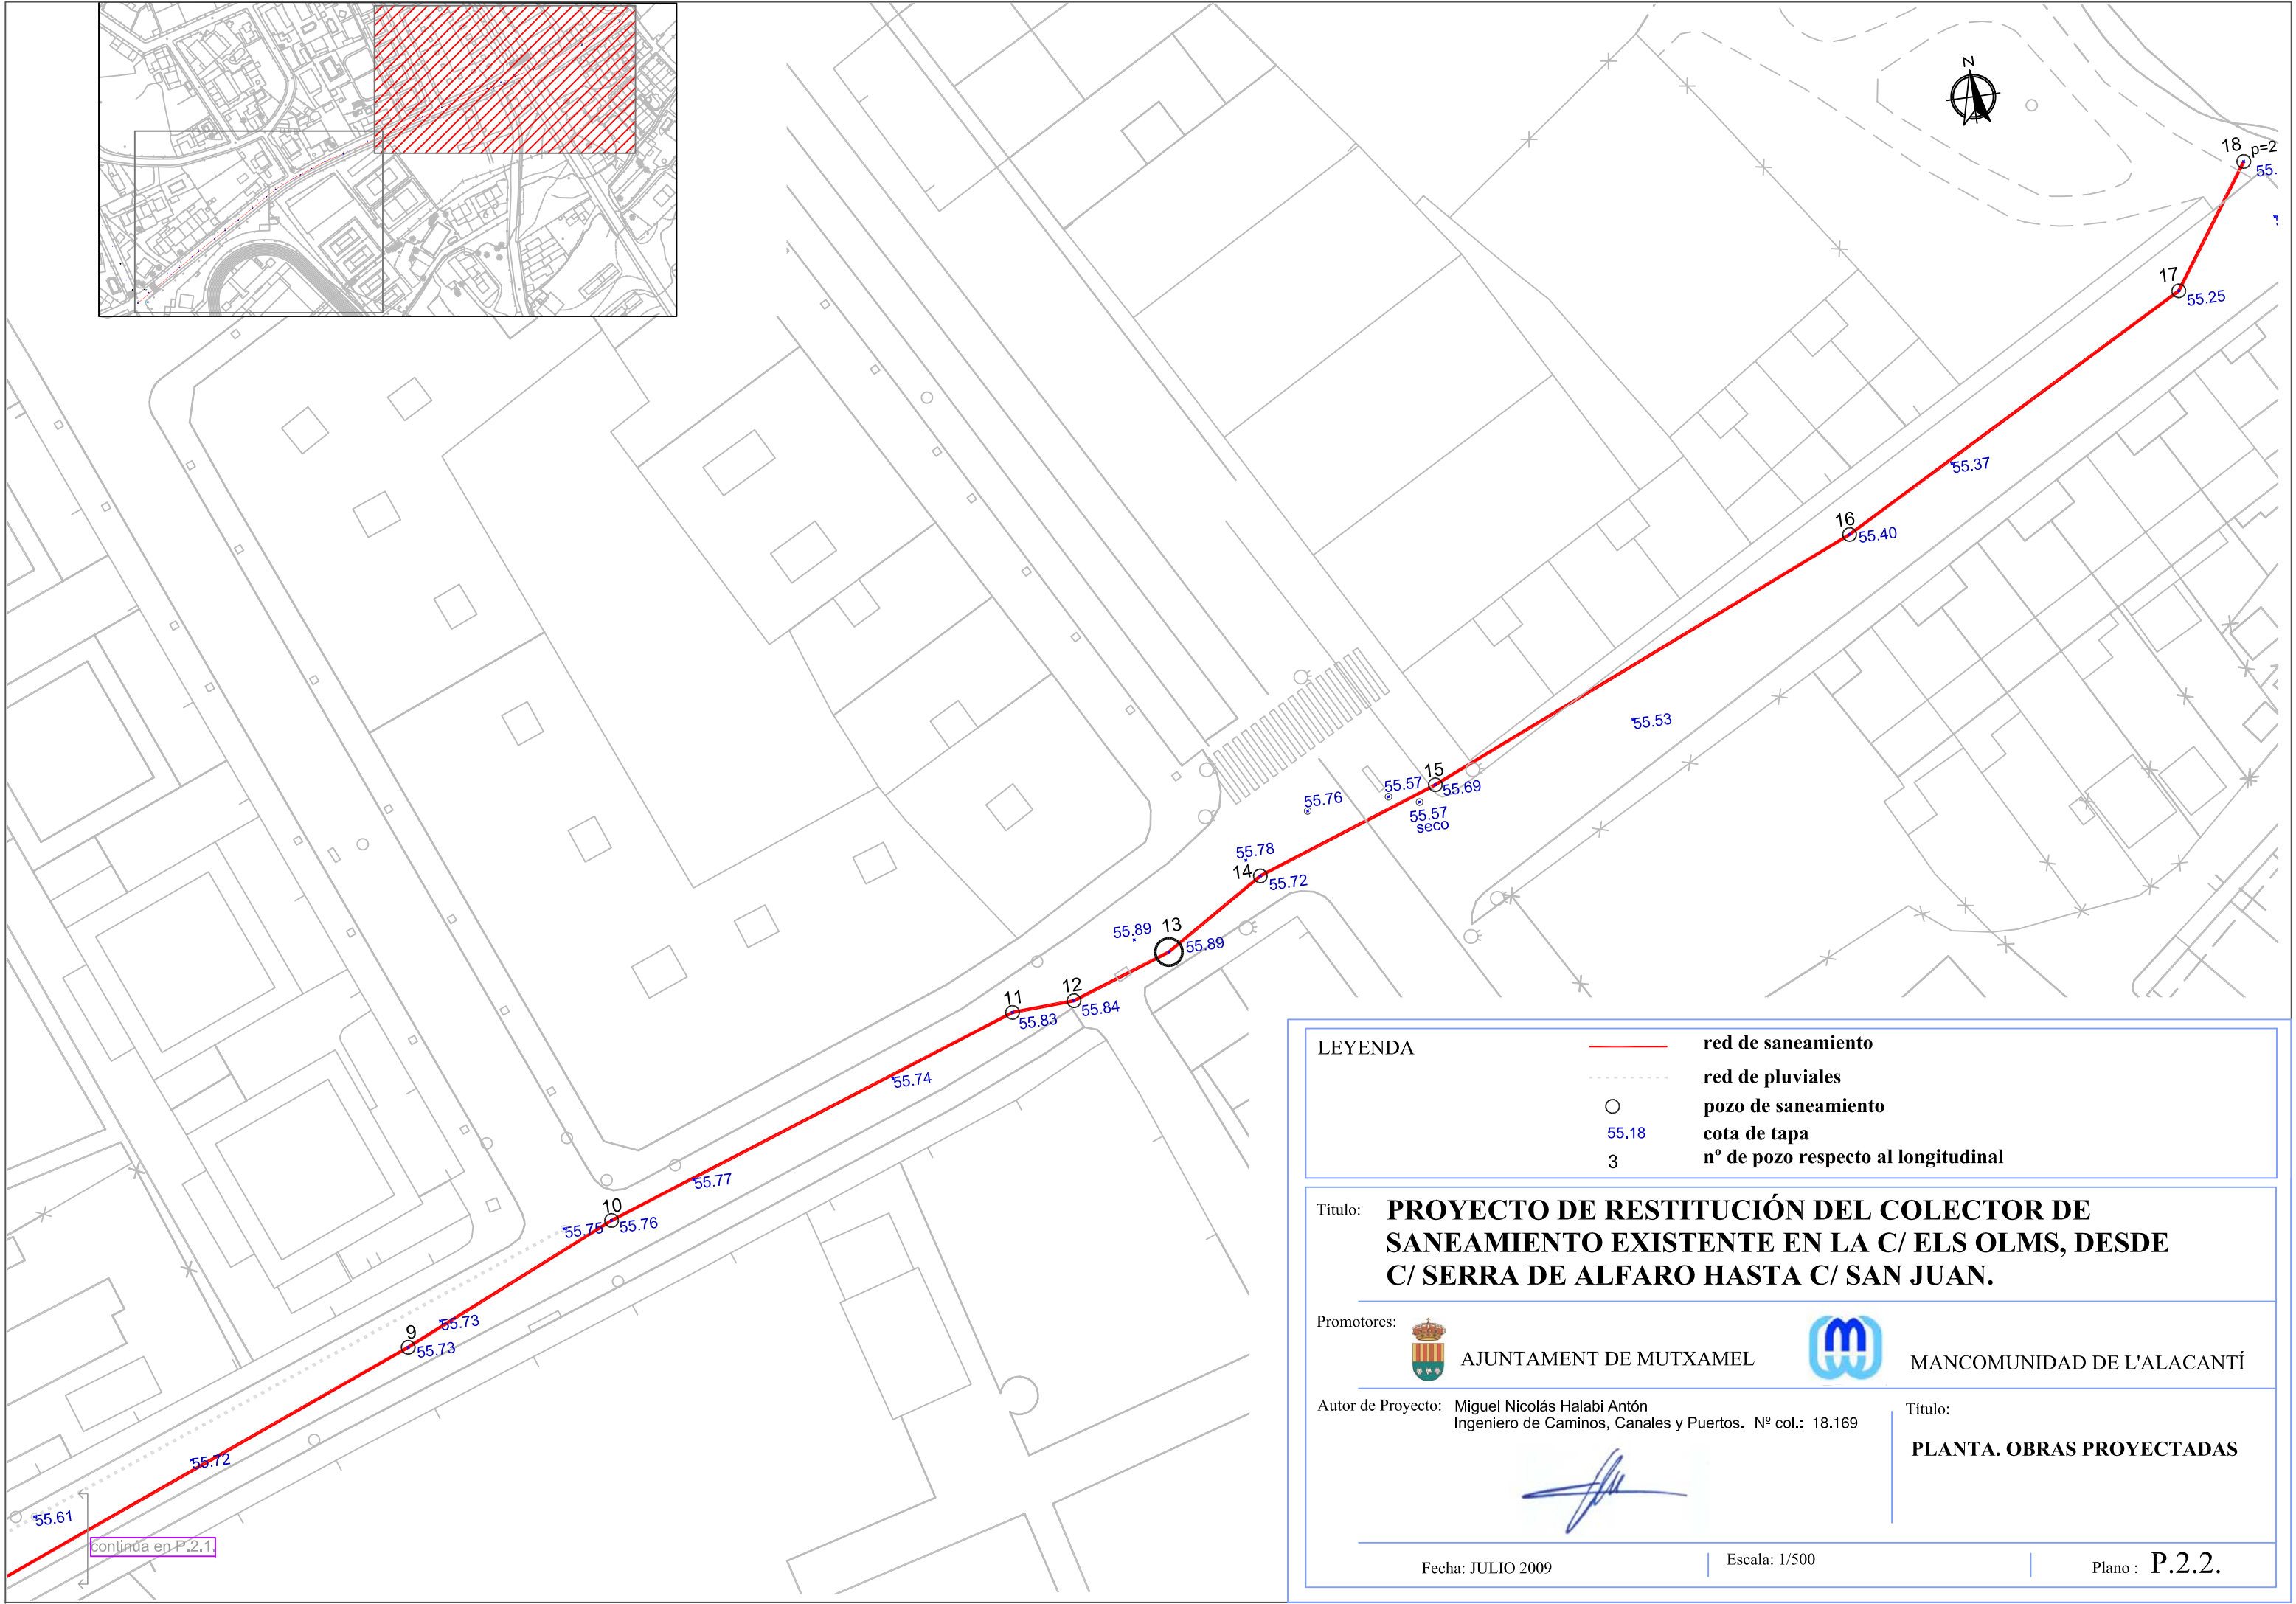 N
18 p=2
55.
17
55.25
55.37
16
55.40
55.53
15
55.57
55.69
55.76
55.57
seco
55.78
14
55.72
13
55.89
55.89
12
11
55.84
55.83
55.74
55.77
10
55.75
55.76
55.73
9
55.73
55.72
55.61
continúa en P.2.1.
LEYENDA
red de saneamiento
red de pluviales
pozo de saneamiento
55.18 cota de tapa
3 nº de pozo respecto al longitudinal
Título: PROYECTO DE RESTITUCIÓN DEL COLECTOR DE
SANEAMIENTO EXISTENTE EN LA C/ ELS OLMS, DESDE
C/ SERRA DE ALFARO HASTA C/ SAN JUAN.
Promotores:
AJUNTAMENT DE MUTXAMEL
MANCOMUNIDAD DE L'ALACANTÍ
Autor de Proyecto: Miguel Nicolás Halabi Antón
Ingeniero de Caminos, Canales y Puertos. Nº col.: 18.169
Título:
PLANTA. OBRAS PROYECTADAS
Fecha: JULIO 2009
Escala: 1/500
Plano : P.2.2.